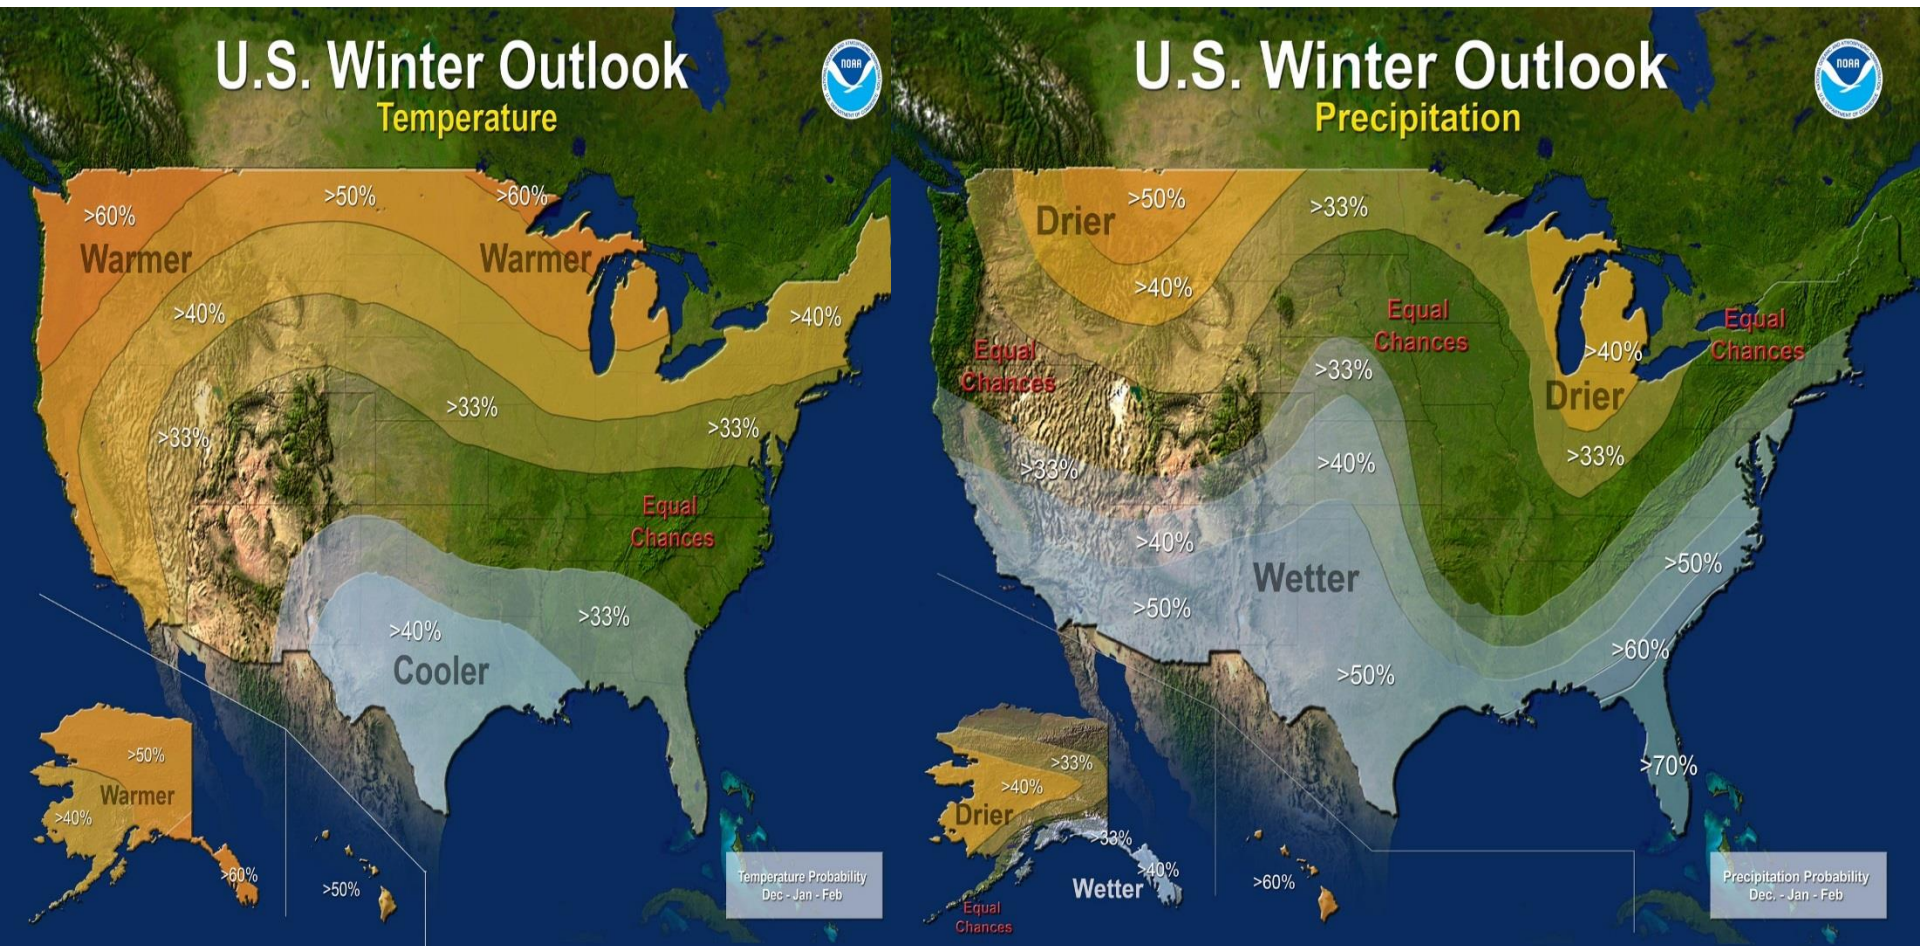 U.S. Winter Outlook
Temperature
NOAA
>60%
>50%
>60%
Warmer
Warmer
>40%
>40%
>33%
>33%
>33%
Equal
Chances
>33%
>40%
Cooler
>50%
Warmer
>40%
>60%
>50%
Temperature Probability
Dec - Jan - Feb
U.S. Winter Outlook
Precipitation
NOAA
>50%
>33%
Drier
>40%
Equal
Chances
Equal
Chances
Equal
Chances
>33%
>40%
Drier
>33%
>40%
>33%
>33%
>40%
Wetter
>50%
>50%
>60%
>50%
>70%
>33%
>40%
Drier
>33%
>40%
Wetter
Equal
Chances
>60%
Precipitation Probability
Dec. - Jan - Feb